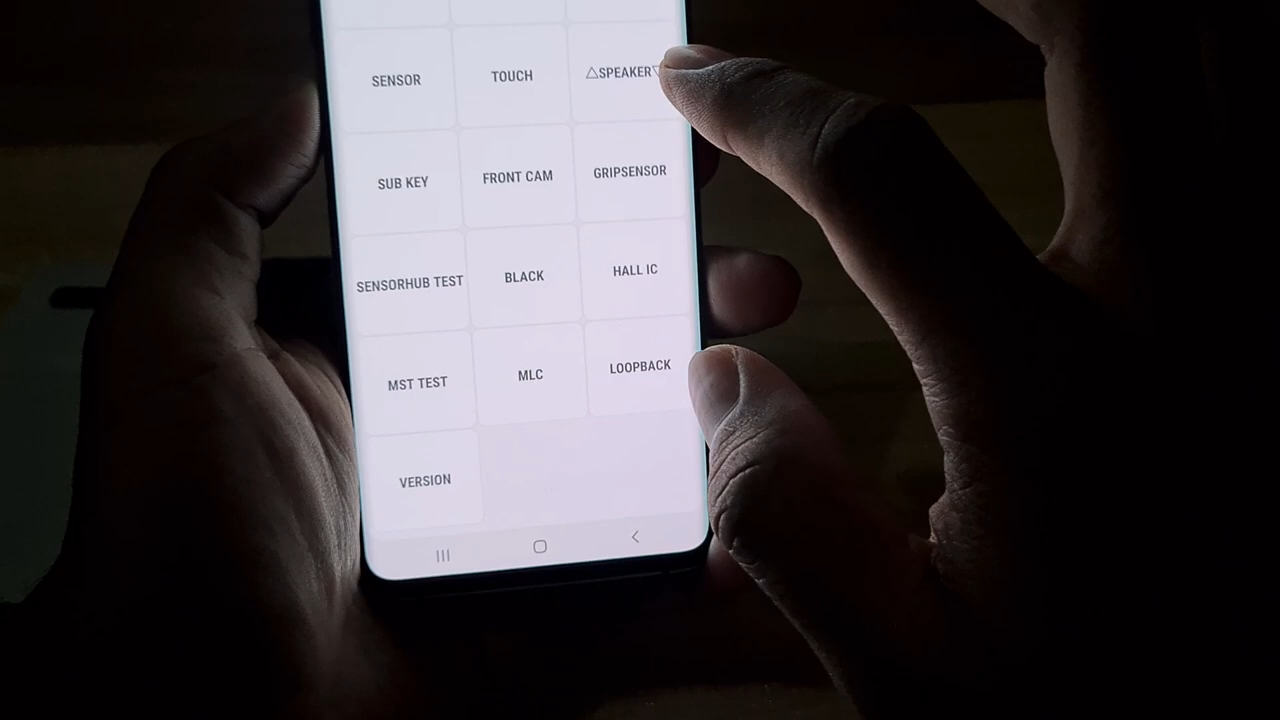 SENSOR
TOUCH
△SPEAKER▽
SUB KEY
FRONT CAM
GRIPSENSOR
SENSORHUB TEST
BLACK
HALL IC
MST TEST
MLC
LOOPBACK
VERSION